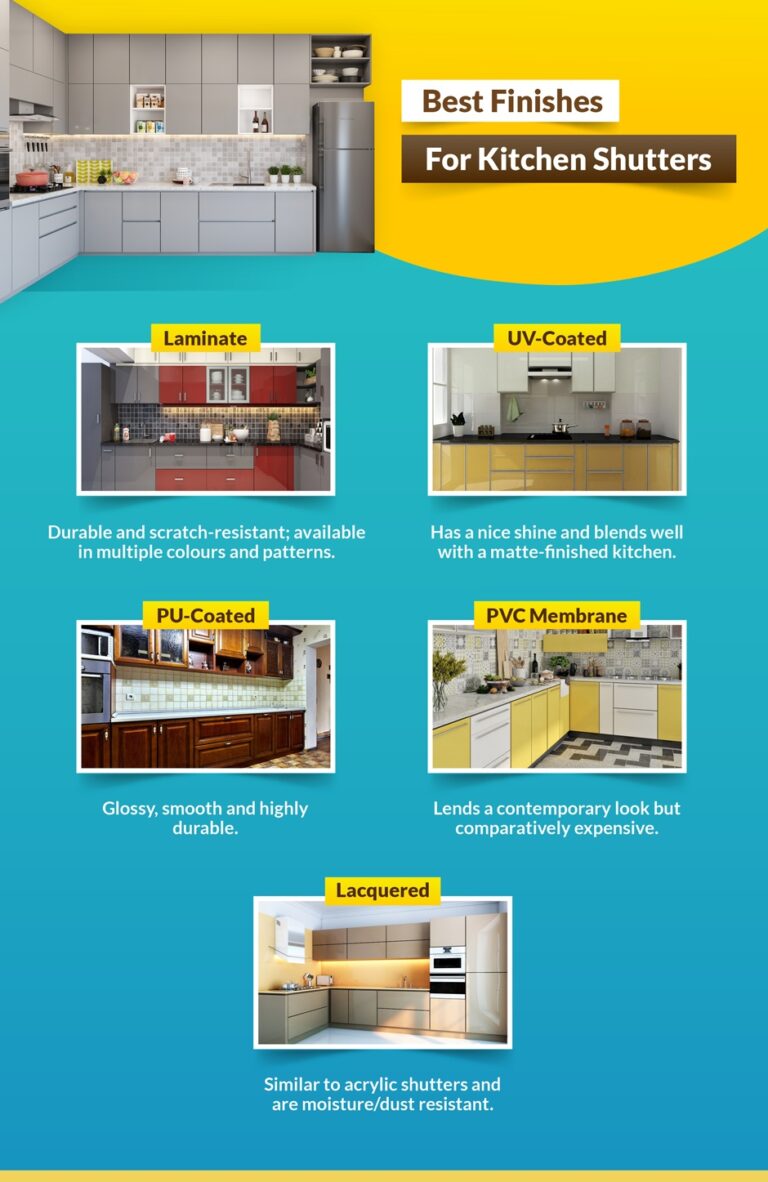 Best Finishes
For Kitchen Shutters
Laminate
UV-Coated
Durable and scratch-resistant; available
in multiple colours and patterns.
Has a nice shine and blends well
with a matte-finished kitchen.
PU-Coated
PVC Membrane
Glossy, smooth and highly
durable.
Lends a contemporary look but
comparatively expensive.
Lacquered
Similar to acrylic shutters and
are moisture/dust resistant.